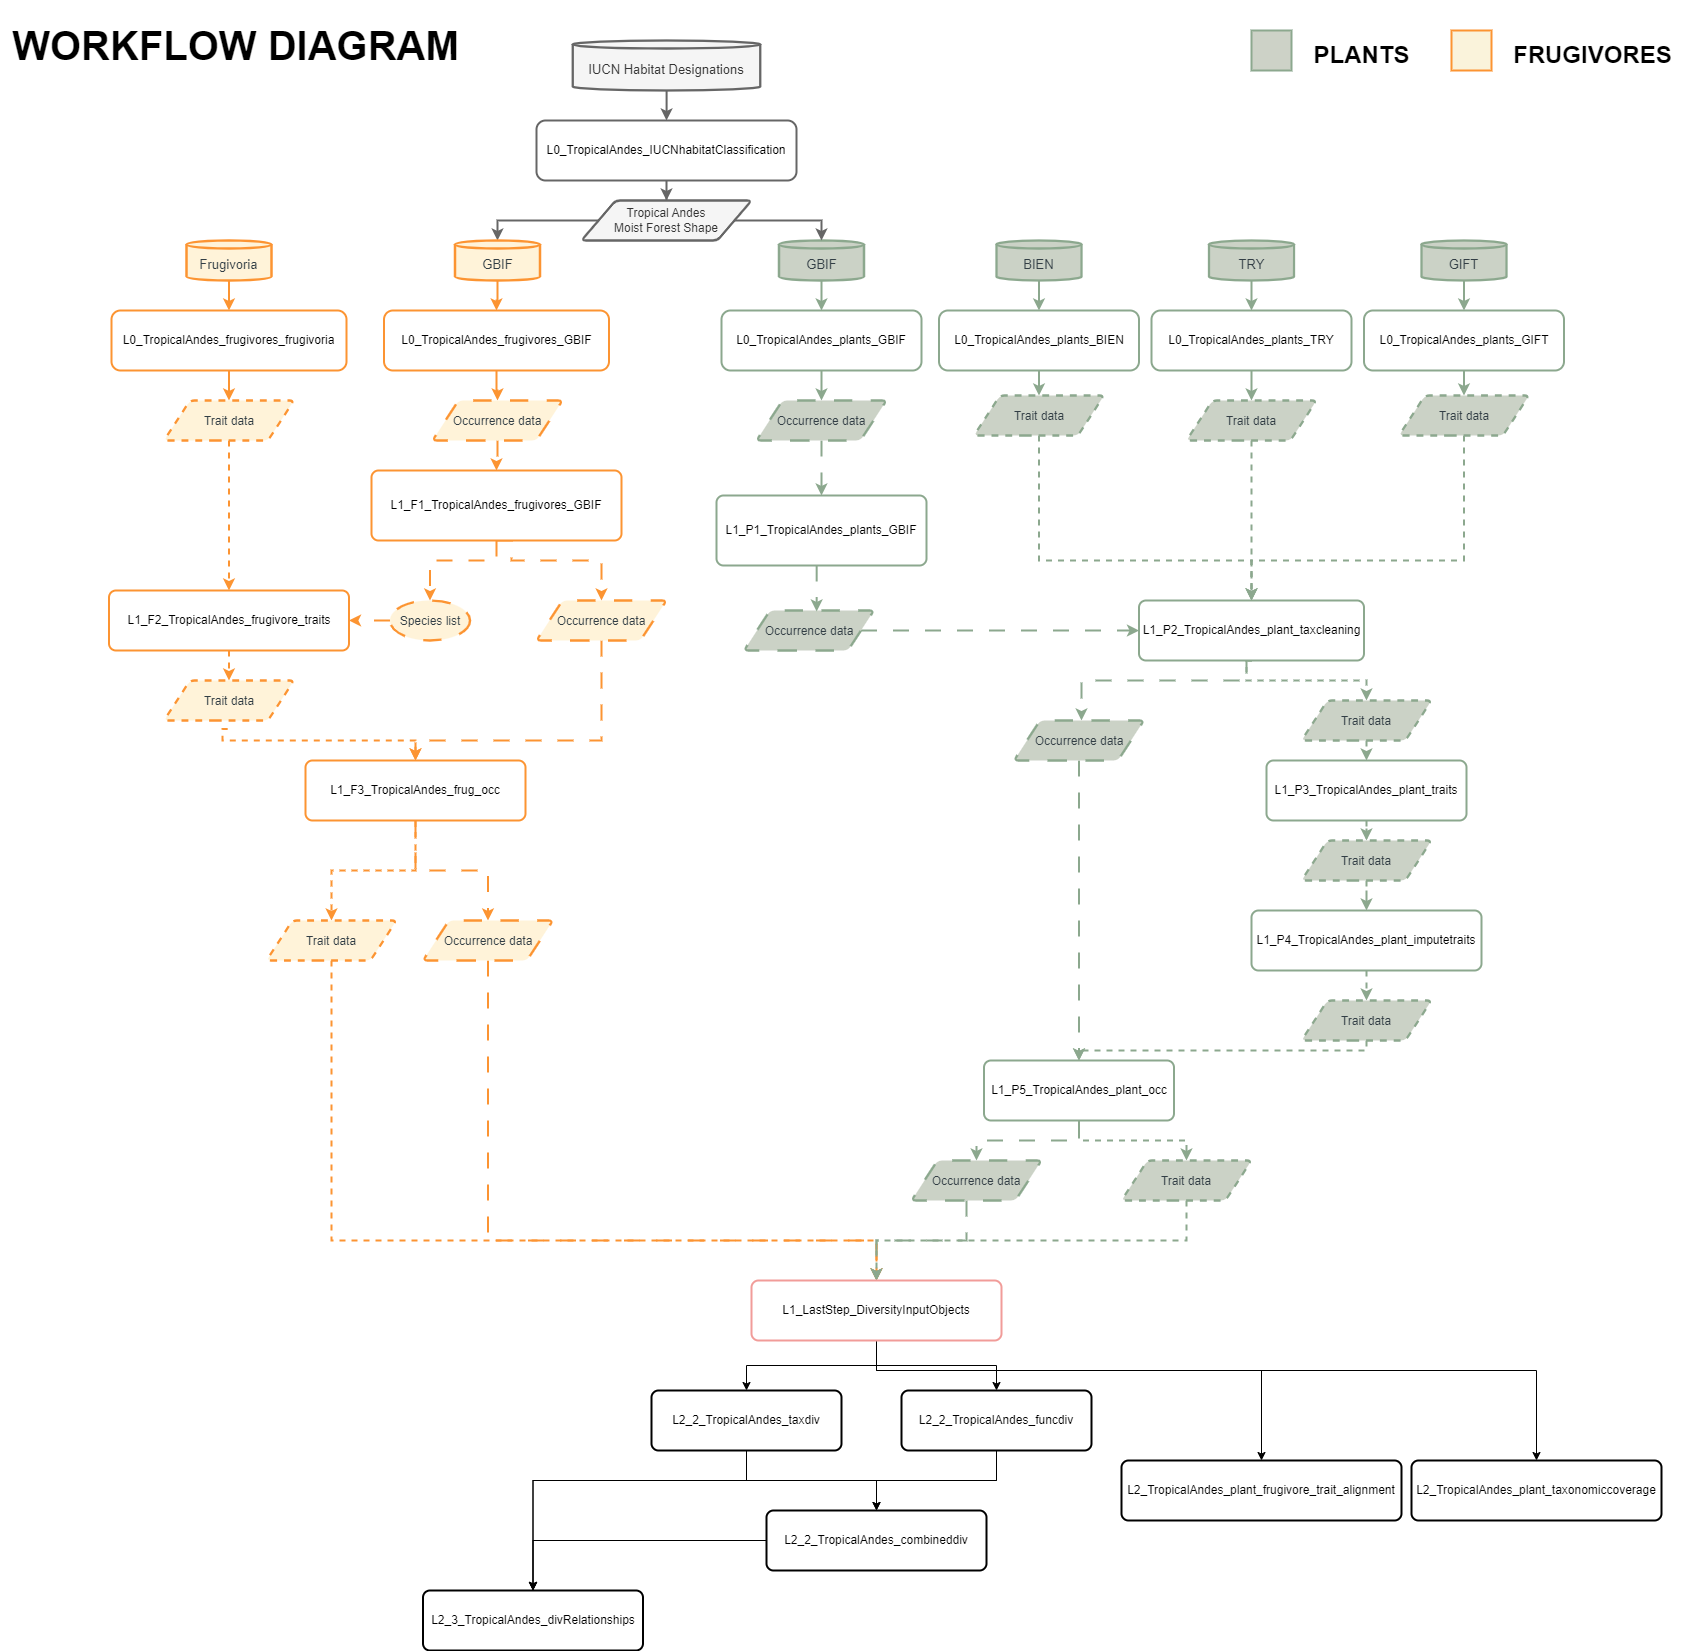 WORKFLOW DIAGRAM
PLANTS
FRUGIVORES
IUCN Habitat Designations
L0_TropicalAndes_IUCNhabitatClassification
Tropical Andes
Moist Forest Shape
Frugivoria
GBIF
GBIF
BIEN
TRY
GIFT
L0_TropicalAndes_frugivores_frugivoria
L0_TropicalAndes_frugivores_GBIF
L0_TropicalAndes_plants_GBIF
L0_TropicalAndes_plants_BIEN
L0_TropicalAndes_plants_TRY
L0_TropicalAndes_plants_GIFT
Trait data
Occurrence data
Occurrence data
Trait data
Trait data
Trait data
L1_F1_TropicalAndes_frugivores_GBIF
L1_P1_TropicalAndes_plants_GBIF
L1_F2_TropicalAndes_frugivore_traits
Species list
Occurrence data
Occurrence data
L1_P2_TropicalAndes_plant_taxcleaning
Trait data
Occurrence data
Trait data
L1_F3_TropicalAndes_frug_occ
L1_P3_TropicalAndes_plant_traits
Trait data
Trait data
Occurrence data
L1_P4_TropicalAndes_plant_imputetraits
Trait data
L1_P5_TropicalAndes_plant_occ
Occurrence data
Trait data
L1_LastStep_DiversityInputObjects
L2_2_TropicalAndes_taxdiv
L2_2_TropicalAndes_funcdiv
L2_TropicalAndes_plant_frugivore_trait_alignment
L2_TropicalAndes_plant_taxonomiccoverage
L2_2_TropicalAndes_combineddiv
L2_3_TropicalAndes_divRelationships